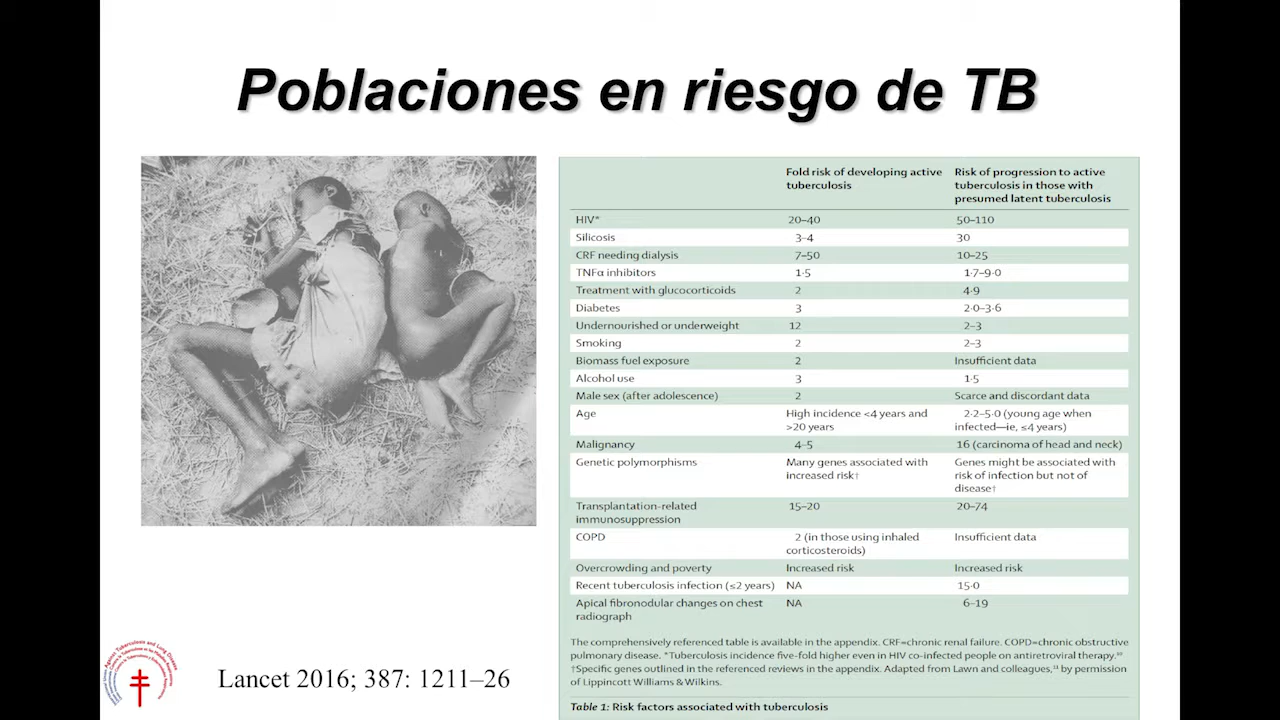 Poblaciones en riesgo de TB
Fold risk of developing active tuberculosis
Risk of progression to active tuberculosis in those with presumed latent tuberculosis
HIV* 20–40 50–110
Silicosis 3–4 30
CRF needing dialysis 7–50 10–25
TNFα inhibitors 1·5 1·7–9·0
Treatment with glucocorticoids 2 4·9
Diabetes 3 2·0–3·6
Undernourished or underweight 12 2–3
Smoking 2 2–3
Biomass fuel exposure 2 Insufficient data
Alcohol use 3 1·5
Male sex (after adolescence) 2 Scarce and discordant data
Age High incidence <4 years and >20 years 2·2–5·0 (young age when infected—ie, ≤4 years)
Malignancy 4–5 16 (carcinoma of head and neck)
Genetic polymorphisms Many genes associated with increased risk† Genes might be associated with risk of infection but not of disease†
Transplantation-related immunosuppression 15–20 20–74
COPD 2 (in those using inhaled corticosteroids) Insufficient data
Overcrowding and poverty Increased risk Increased risk
Recent tuberculosis infection (≤2 years) NA 15·0
Apical fibronodular changes on chest radiograph NA 6–19
The comprehensively referenced table is available in the appendix. CRF=chronic renal failure. COPD=chronic obstructive
pulmonary disease. *Tuberculosis incidence five-fold higher even in HIV co-infected people on antiretroviral therapy.¹⁰
†Specific genes outlined in the referenced reviews in the appendix. Adapted from Lawn and colleagues,¹¹ by permission
of Lippincott Williams & Wilkins.
Table 1: Risk factors associated with tuberculosis
Lancet 2016; 387: 1211–26